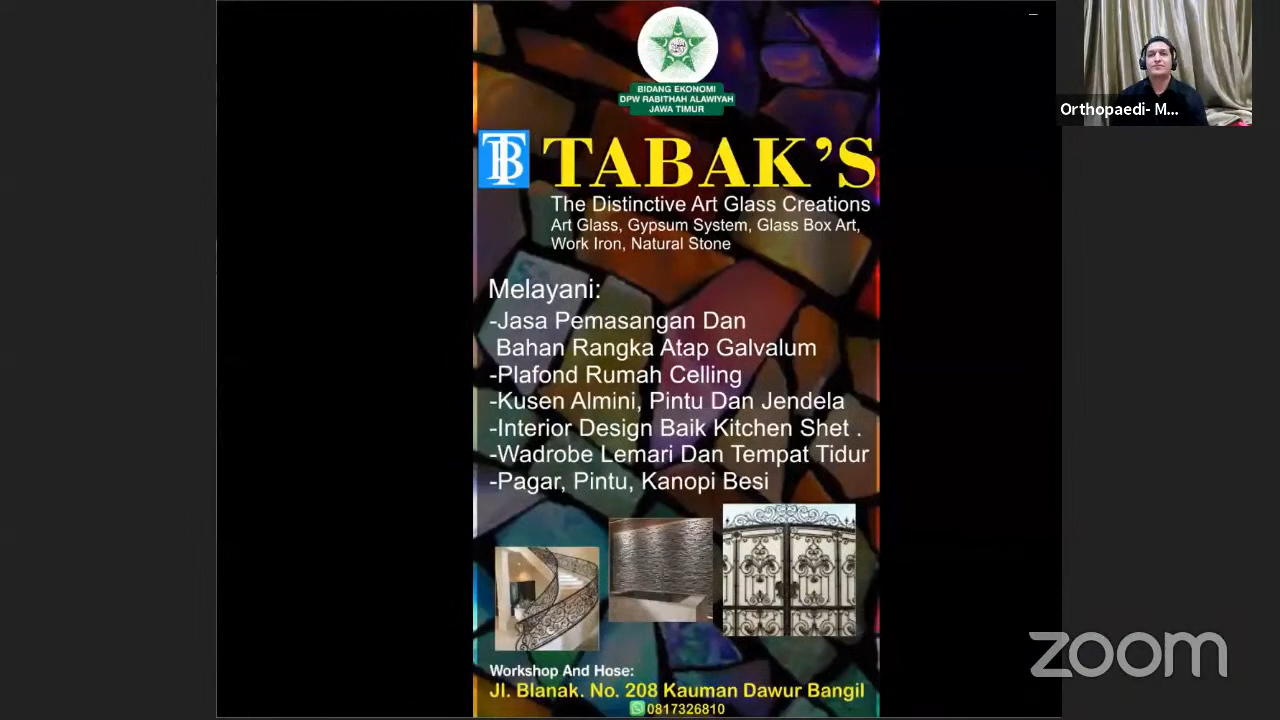 BIDANG EKONOMI
DPW RABITHAH ALAWIYAH
JAWA TIMUR
TB TABAK'S
The Distinctive Art Glass Creations
Art Glass, Gypsum System, Glass Box Art,
Work Iron, Natural Stone
Melayani:
-Jasa Pemasangan Dan
Bahan Rangka Atap Galvalum
-Plafond Rumah Celling
-Kusen Almini, Pintu Dan Jendela
-Interior Design Baik Kitchen Shet .
-Wadrobe Lemari Dan Tempat Tidur
-Pagar, Pintu, Kanopi Besi
Workshop And Hose:
Jl. Blanak. No. 208 Kauman Dawur Bangil
0817326810
Orthopaedi- M...
zoom